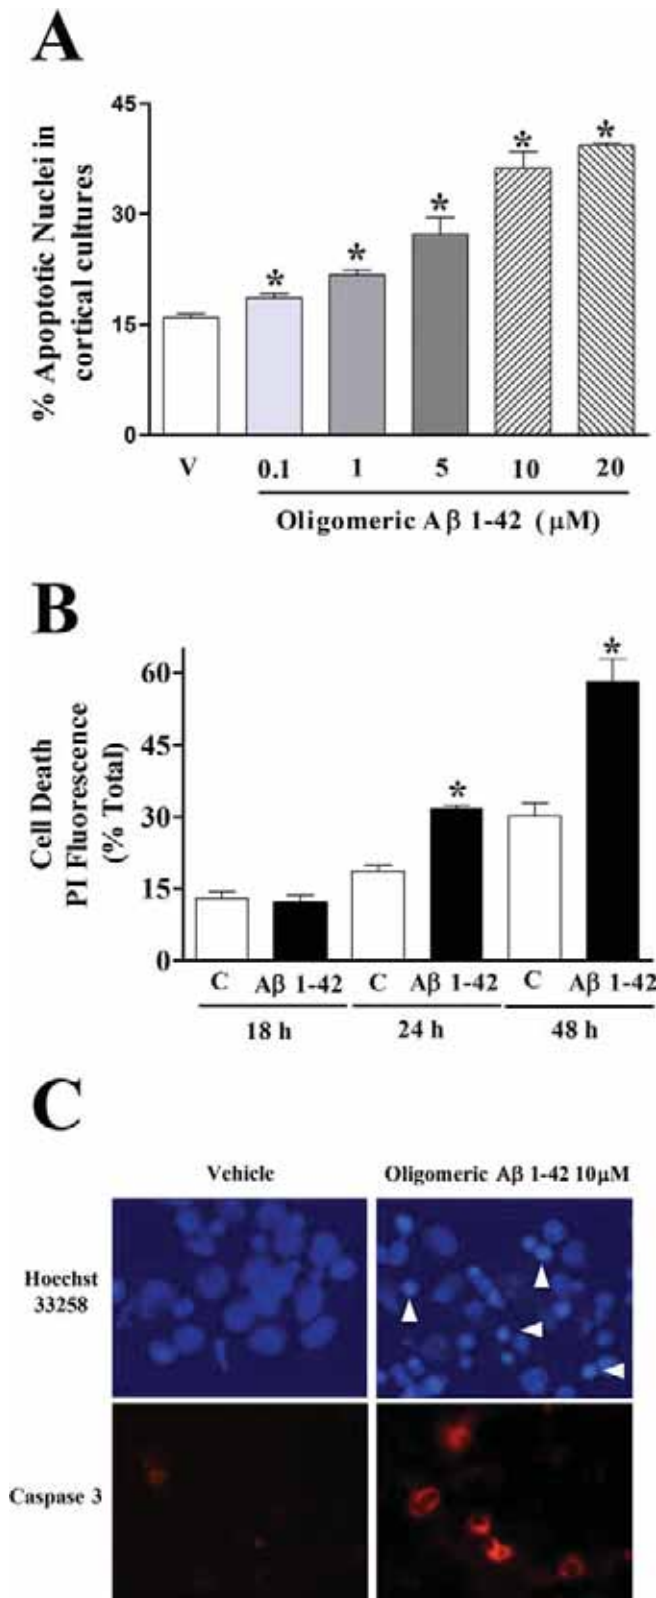 A
% Apoptotic Nuclei in
cortical cultures
45
30
15
0
*
*
*
*
*
V
0.1
1
5
10
20
Oligomeric Aβ 1-42 (μM)
B
Cell Death
PI Fluorescence
(% Total)
60
45
30
15
0
*
*
C
Aβ 1-42
C
Aβ 1-42
C
Aβ 1-42
18 h
24 h
48 h
C
Vehicle
Oligomeric Aβ 1-42 10μM
Hoechst
33258
Caspase 3